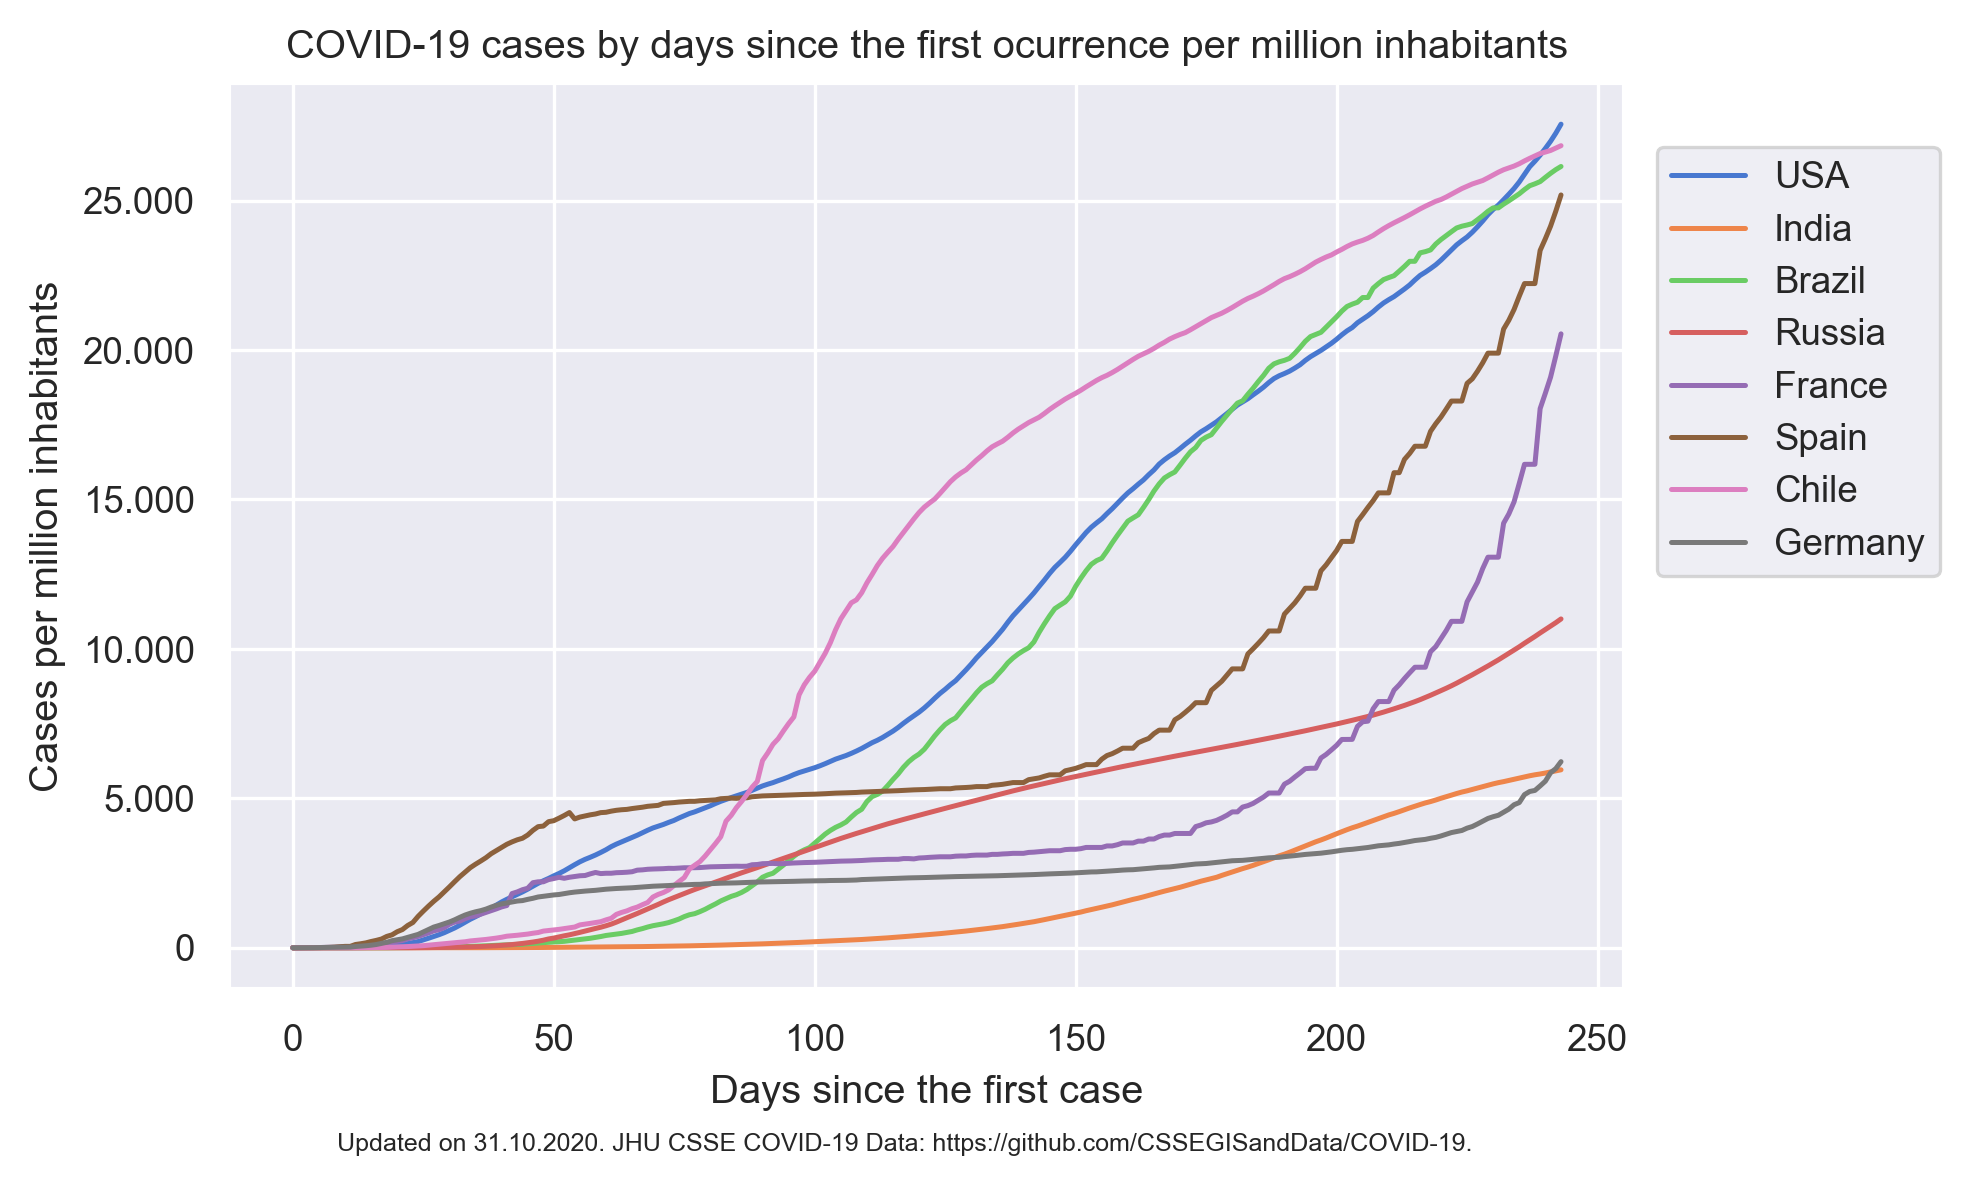 COVID-19 cases by days since the first ocurrence per million inhabitants
Cases per million inhabitants
25.000
20.000
15.000
10.000
5.000
0
0 50 100 150 200 250
Days since the first case
USA
India
Brazil
Russia
France
Spain
Chile
Germany
Updated on 31.10.2020. JHU CSSE COVID-19 Data: https://github.com/CSSEGISandData/COVID-19.